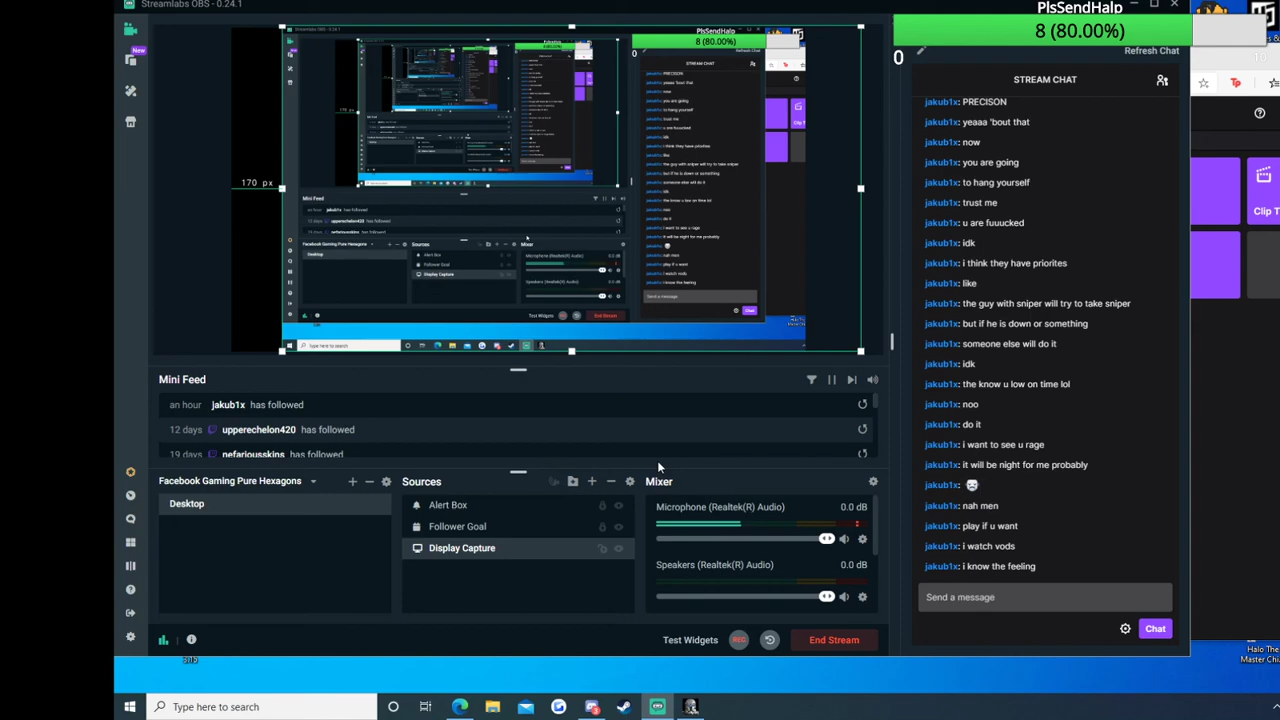 Streamlabs OBS - 0.24.1
PlsSendHalp
8 (80.00%)
0
10
Refresh Chat
New
STREAM CHAT
170 px
jakub1x: PRECISON
jakub1x: yeaaa 'bout that
jakub1x: now
jakub1x: you are going
jakub1x: to hang yourself
jakub1x: trust me
jakub1x: u are fuuucked
jakub1x: idk
jakub1x: i think they have priorites
jakub1x: like
jakub1x: the guy with sniper will try to take sniper
jakub1x: but if he is down or something
jakub1x: someone else will do it
jakub1x: idk
jakub1x: the know u low on time lol
jakub1x: noo
jakub1x: do it
jakub1x: i want to see u rage
jakub1x: it will be night for me probably
jakub1x:
jakub1x: nah men
jakub1x: play if u want
jakub1x: i watch vods
jakub1x: i know the feeling
Send a message
Chat
Clip T
Mini Feed
an hour jakub1x has followed
12 days upperechelon420 has followed
19 days nefariousskins has followed
Facebook Gaming Pure Hexagons
Desktop
Sources
Alert Box
Follower Goal
Display Capture
Mixer
Microphone (Realtek(R) Audio) 0.0 dB
Speakers (Realtek(R) Audio) 0.0 dB
Test Widgets
REC
End Stream
Halo The
Master Chi...
Type here to search